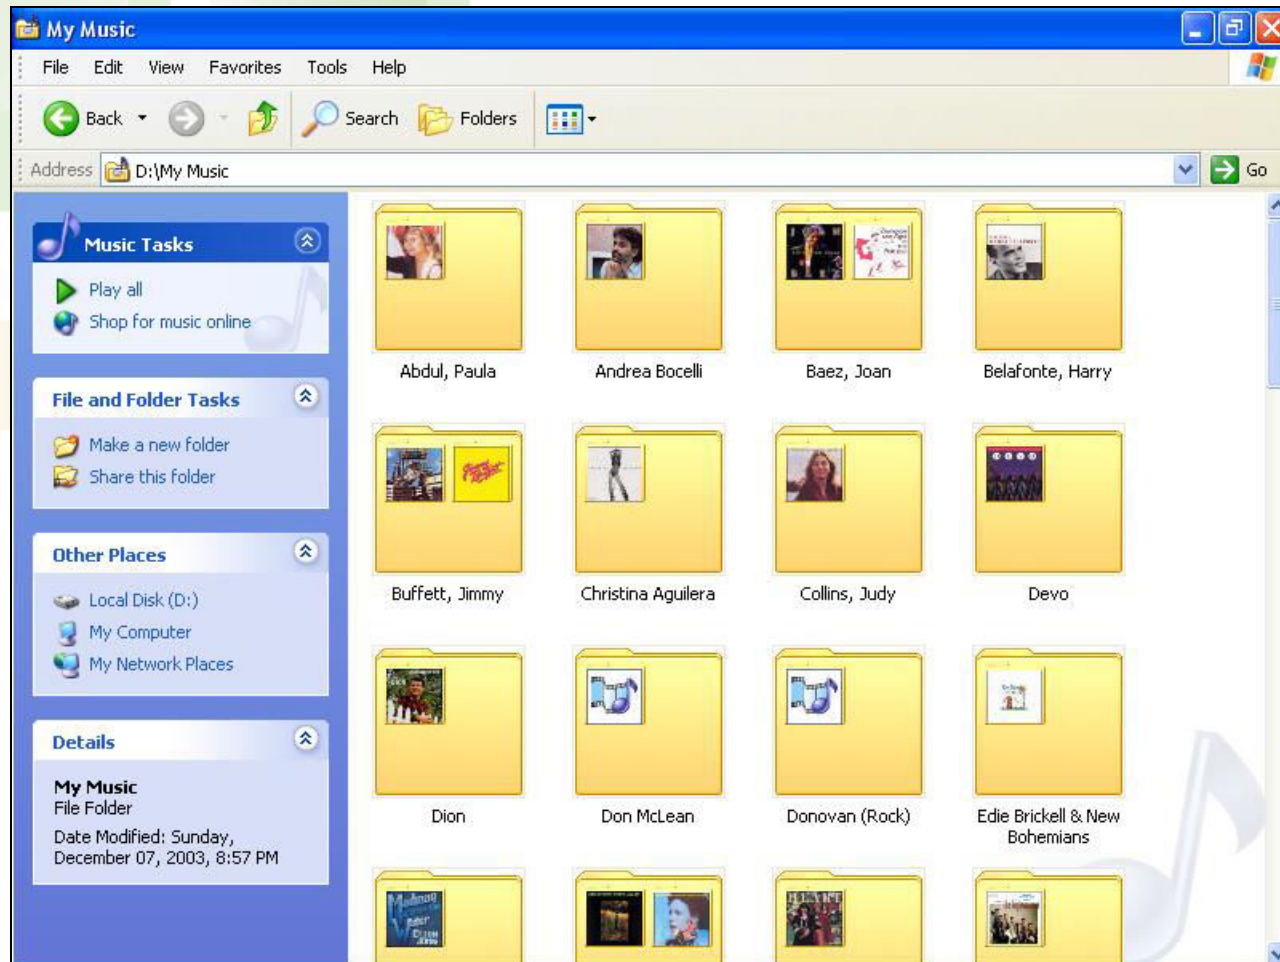 My Music
File Edit View Favorites Tools Help
Back Search Folders
Address D:\My Music Go
Music Tasks
Play all
Shop for music online
File and Folder Tasks
Make a new folder
Share this folder
Other Places
Local Disk (D:)
My Computer
My Network Places
Details
My Music
File Folder
Date Modified: Sunday,
December 07, 2003, 8:57 PM
Abdul, Paula
Andrea Bocelli
Baez, Joan
Belafonte, Harry
Buffett, Jimmy
Christina Aguilera
Collins, Judy
DEVO
Devo
Dion
Don McLean
Donovan (Rock)
Edie Brickell & New
Bohemians
Madman
Water
HEART